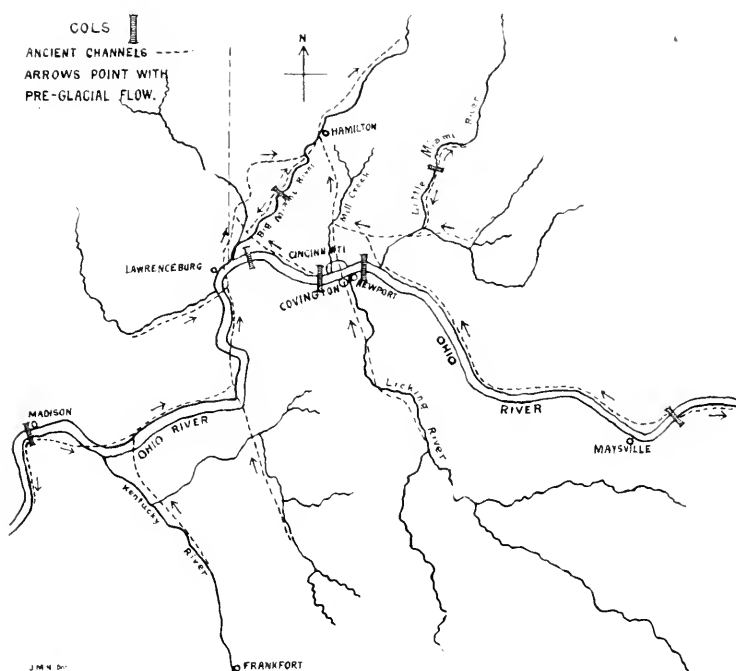 COLS
ANCIENT CHANNELS
ARROWS POINT WITH
PRE-GLACIAL FLOW.
N
HAMILTON
Miami River
Little
Mill Creek
Big Miami River
CINCINNATI
LAWRENCEBURG
COVINGTON
NEWPORT
OHIO
RIVER
Licking River
MADISON
OHIO RIVER
MAYSVILLE
Kentucky River
FRANKFORT